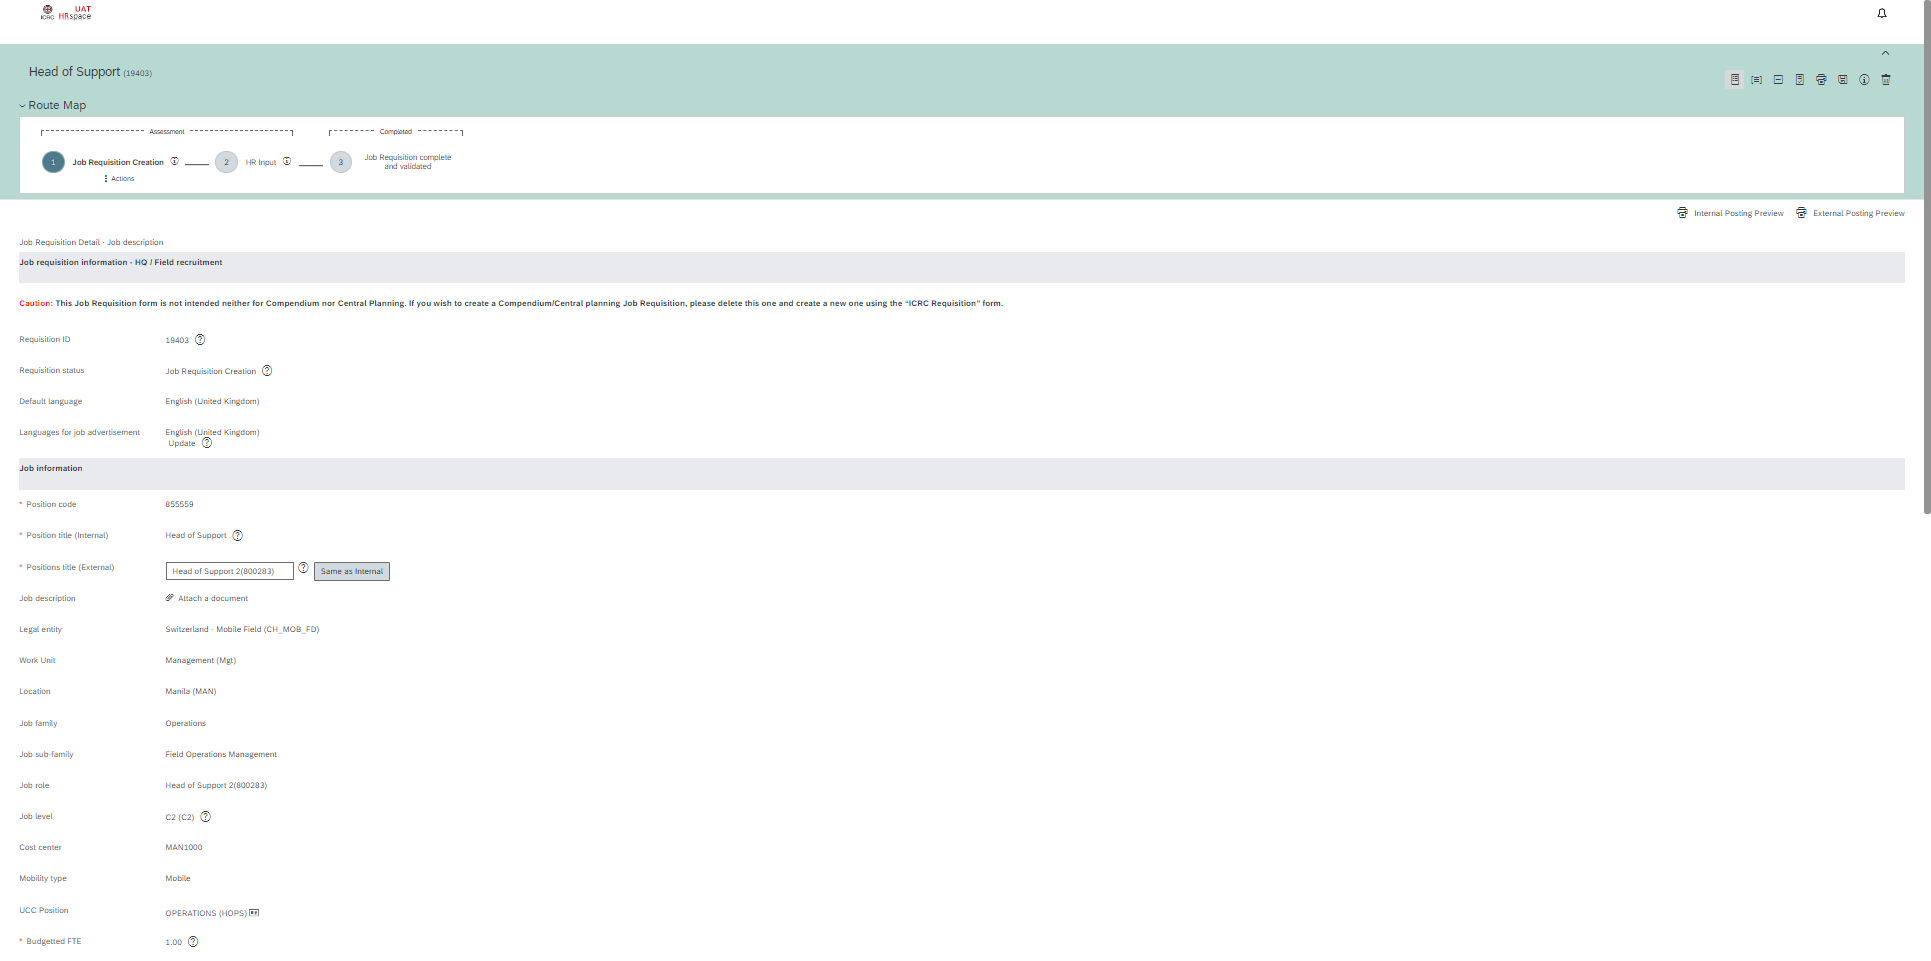 UAT
ICRC HRspace
Head of Support (19403)
Route Map
Assessment
Completed
1 Job Requisition Creation
Actions
2 HR Input
3 Job Requisition complete
and validated
Internal Posting Preview External Posting Preview
Job Requisition Detail - Job description
Job requisition information - HQ / Field recruitment
Caution: This Job Requisition form is not intended neither for Compendium nor Central Planning. If you wish to create a Compendium/Central planning Job Requisition, please delete this one and create a new one using the “ICRC Requisition” form.
Requisition ID 19403
Requisition status Job Requisition Creation
Default language English (United Kingdom)
Languages for job advertisement English (United Kingdom)
Update
Job information
* Position code 855559
* Position title (Internal) Head of Support
* Positions title (External) Head of Support 2(800283) Same as Internal
Job description Attach a document
Legal entity Switzerland - Mobile Field (CH_MOB_FD)
Work Unit Management (Mgt)
Location Manila (MAN)
Job family Operations
Job sub-family Field Operations Management
Job role Head of Support 2(800283)
Job level C2 (C2)
Cost center MAN1000
Mobility type Mobile
UCC Position OPERATIONS (HOPS)
* Budgetted FTE 1.00